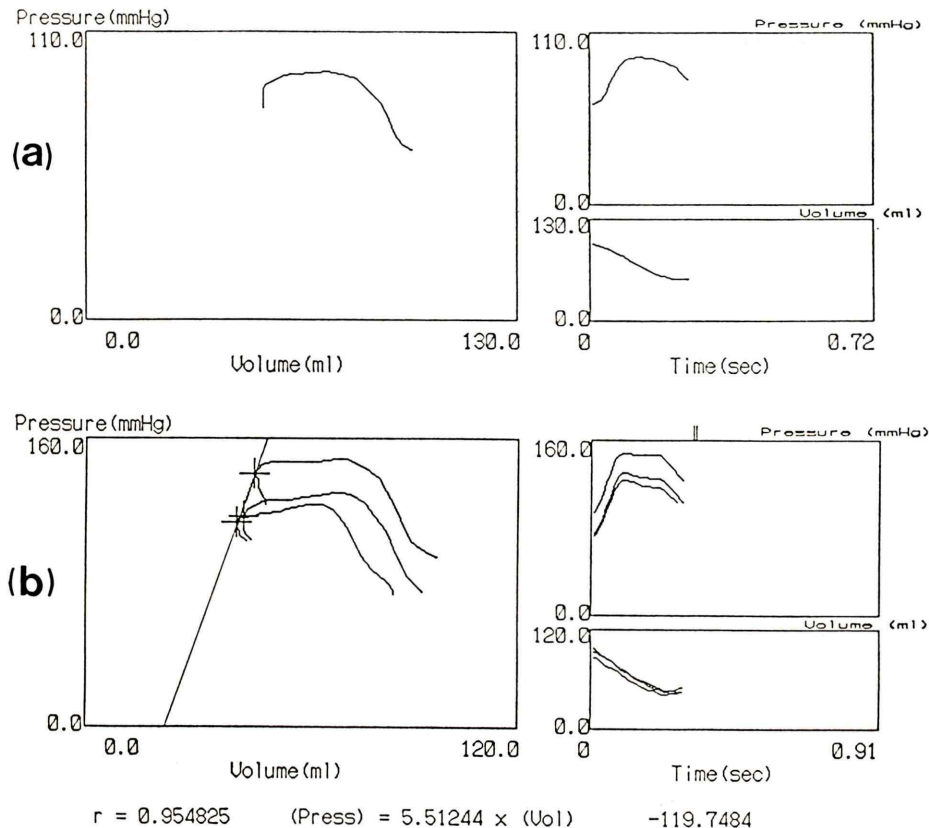 Pressure(mmHg)
110.0
(a)
0.0
0.0 130.0
Volume(ml)
Pressure (mmHg)
110.0
0.0
Volume (ml)
130.0
0.0
0 0.72
Time(sec)
Pressure(mmHg)
160.0
(b)
0.0
0.0 120.0
Volume(ml)
Pressure (mmHg)
160.0
0.0
Volume (ml)
120.0
0.0
0 0.91
Time(sec)
r = 0.954825 (Press) = 5.51244 x (Vol) -119.7484